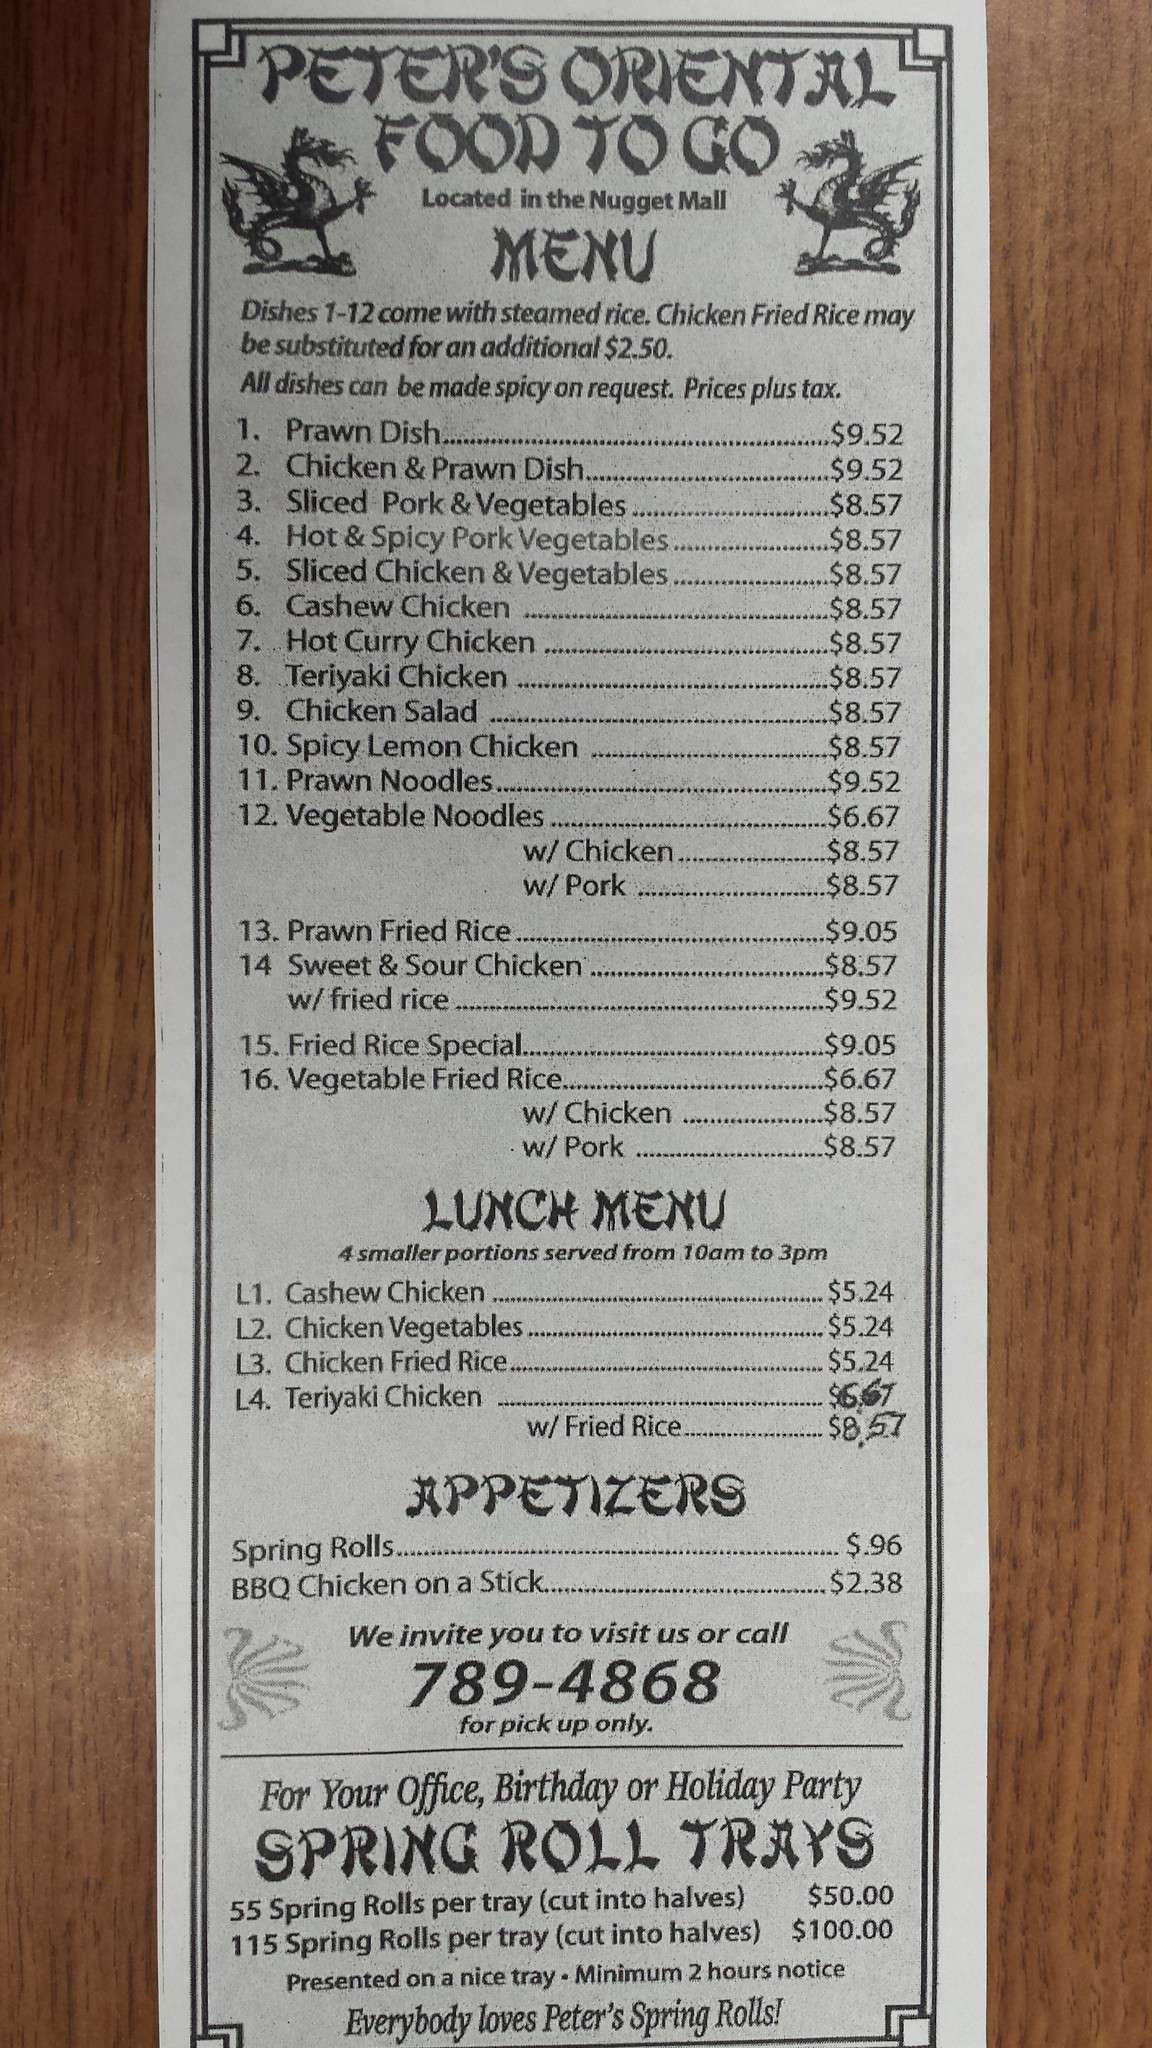 PETER'S ORIENTAL
FOOD TO GO
Located in the Nugget Mall
MENU
Dishes 1-12 come with steamed rice. Chicken Fried Rice may
be substituted for an additional $2.50.
All dishes can be made spicy on request. Prices plus tax.
1. Prawn Dish $9.52
2. Chicken & Prawn Dish $9.52
3. Sliced Pork & Vegetables $8.57
4. Hot & Spicy Pork Vegetables $8.57
5. Sliced Chicken & Vegetables $8.57
6. Cashew Chicken $8.57
7. Hot Curry Chicken $8.57
8. Teriyaki Chicken $8.57
9. Chicken Salad $8.57
10. Spicy Lemon Chicken $8.57
11. Prawn Noodles $9.52
12. Vegetable Noodles $6.67
w/ Chicken $8.57
w/ Pork $8.57
13. Prawn Fried Rice $9.05
14 Sweet & Sour Chicken $8.57
w/ fried rice $9.52
15. Fried Rice Special $9.05
16. Vegetable Fried Rice $6.67
w/ Chicken $8.57
w/ Pork $8.57
LUNCH MENU
4 smaller portions served from 10am to 3pm
L1. Cashew Chicken $5.24
L2. Chicken Vegetables $5.24
L3. Chicken Fried Rice $5.24
L4. Teriyaki Chicken $6.67
w/ Fried Rice $8.57
APPETIZERS
Spring Rolls $.96
BBQ Chicken on a Stick $2.38
We invite you to visit us or call
789-4868
for pick up only.
For Your Office, Birthday or Holiday Party
SPRING ROLL TRAYS
55 Spring Rolls per tray (cut into halves) $50.00
115 Spring Rolls per tray (cut into halves) $100.00
Presented on a nice tray • Minimum 2 hours notice
Everybody loves Peter's Spring Rolls!